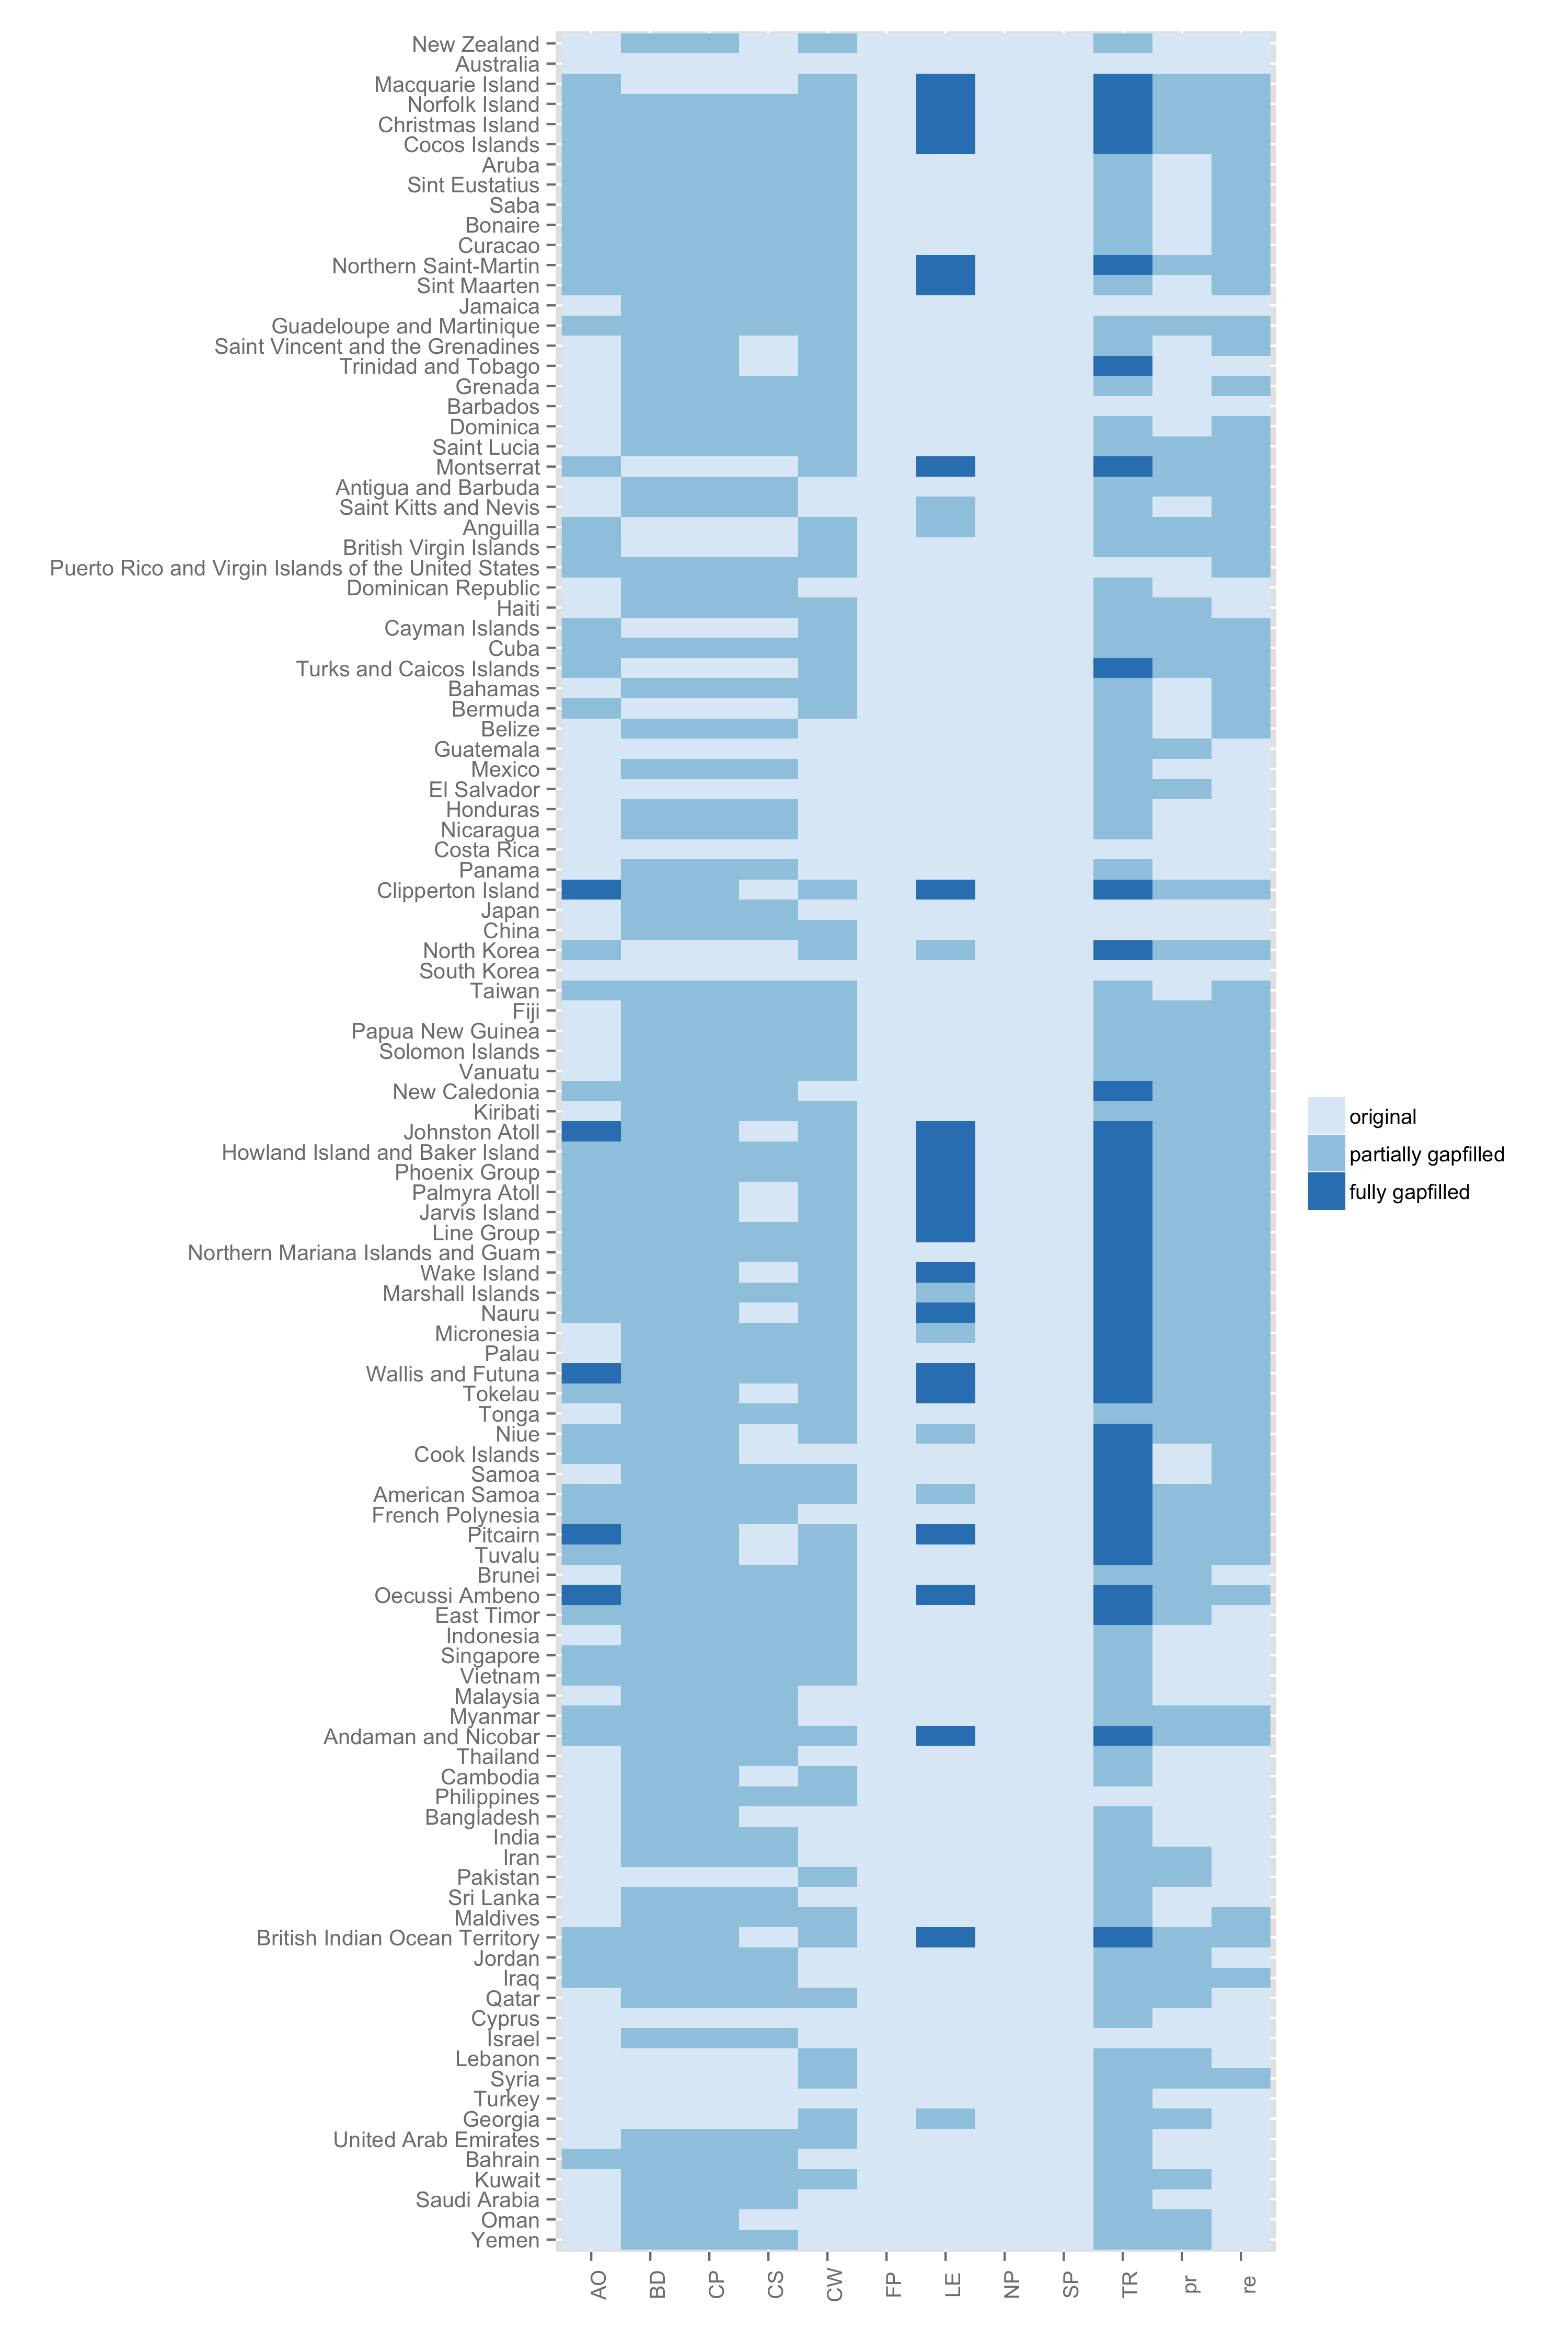 New Zealand
Australia
Macquarie Island
Norfolk Island
Christmas Island
Cocos Islands
Aruba
Sint Eustatius
Saba
Bonaire
Curacao
Northern Saint-Martin
Sint Maarten
Jamaica
Guadeloupe and Martinique
Saint Vincent and the Grenadines
Trinidad and Tobago
Grenada
Barbados
Dominica
Saint Lucia
Montserrat
Antigua and Barbuda
Saint Kitts and Nevis
Anguilla
British Virgin Islands
Puerto Rico and Virgin Islands of the United States
Dominican Republic
Haiti
Cayman Islands
Cuba
Turks and Caicos Islands
Bahamas
Bermuda
Belize
Guatemala
Mexico
El Salvador
Honduras
Nicaragua
Costa Rica
Panama
Clipperton Island
Japan
China
North Korea
South Korea
Taiwan
Fiji
Papua New Guinea
Solomon Islands
Vanuatu
New Caledonia
Kiribati
Johnston Atoll
Howland Island and Baker Island
Phoenix Group
Palmyra Atoll
Jarvis Island
Line Group
Northern Mariana Islands and Guam
Wake Island
Marshall Islands
Nauru
Micronesia
Palau
Wallis and Futuna
Tokelau
Tonga
Niue
Cook Islands
Samoa
American Samoa
French Polynesia
Pitcairn
Tuvalu
Brunei
Oecussi Ambeno
East Timor
Indonesia
Singapore
Vietnam
Malaysia
Myanmar
Andaman and Nicobar
Thailand
Cambodia
Philippines
Bangladesh
India
Iran
Pakistan
Sri Lanka
Maldives
British Indian Ocean Territory
Jordan
Iraq
Qatar
Cyprus
Israel
Lebanon
Syria
Turkey
Georgia
United Arab Emirates
Bahrain
Kuwait
Saudi Arabia
Oman
Yemen
AO
BD
CP
CS
CW
FP
LE
NP
SP
TR
pr
re
original
partially gapfilled
fully gapfilled